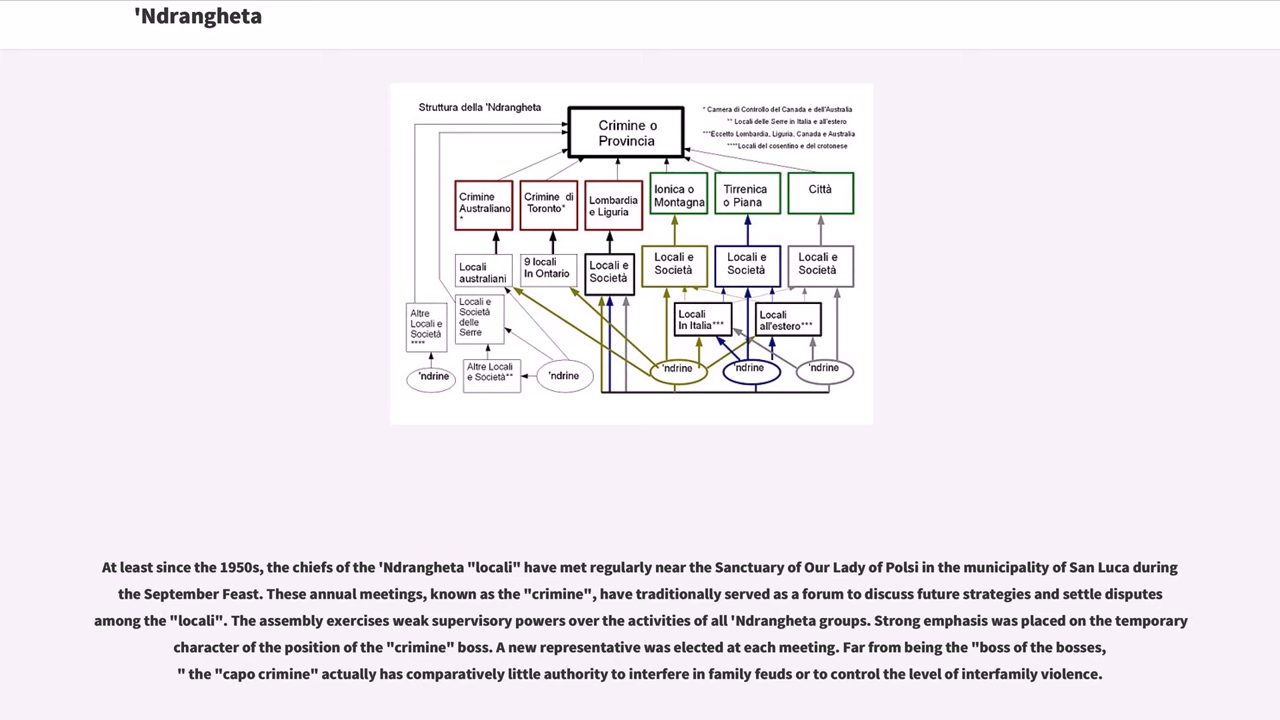 'Ndrangheta
Struttura della 'Ndrangheta
Crimine o
Provincia
* Camera di Controllo del Canada e dell'Australia
** Locali delle Serre in Italia e all'estero
***Eccetto Lombardia, Liguria, Canada e Australia
****Locali del cosentino e del crotonese
Crimine
Australiano
*
Crimine di
Toronto*
Lombardia
e Liguria
Ionica o
Montagna
Tirrenica
o Piana
Città
Locali
australiani
9 locali
In Ontario
Locali e
Società
Locali e
Società
Locali e
Società
Locali e
Società
Altre
Locali e
Società
****
Locali e
Società
delle
Serre
Locali
In Italia***
Locali
all'estero***
'ndrine
Altre Locali
e Società**
'ndrine
'ndrine
'ndrine
'ndrine
At least since the 1950s, the chiefs of the 'Ndrangheta "locali" have met regularly near the Sanctuary of Our Lady of Polsi in the municipality of San Luca during
the September Feast. These annual meetings, known as the "crimine", have traditionally served as a forum to discuss future strategies and settle disputes
among the "locali". The assembly exercises weak supervisory powers over the activities of all 'Ndrangheta groups. Strong emphasis was placed on the temporary
character of the position of the "crimine" boss. A new representative was elected at each meeting. Far from being the "boss of the bosses,
" the "capo crimine" actually has comparatively little authority to interfere in family feuds or to control the level of interfamily violence.